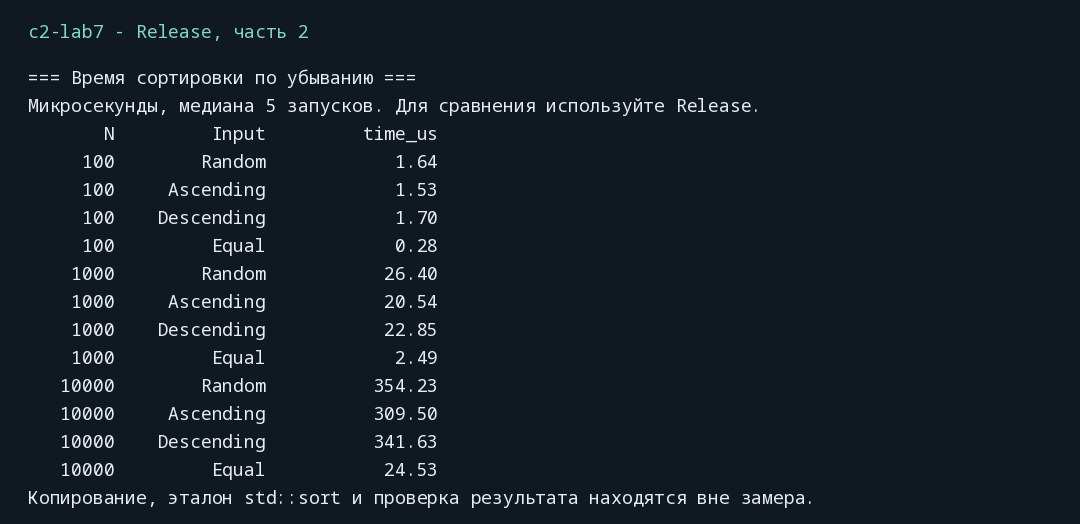 c2-lab7 - Release, часть 2
=== Время сортировки по убыванию ===
Микросекунды, медиана 5 запусков. Для сравнения используйте Release.
N Input time_us
100 Random 1.64
100 Ascending 1.53
100 Descending 1.70
100 Equal 0.28
1000 Random 26.40
1000 Ascending 20.54
1000 Descending 22.85
1000 Equal 2.49
10000 Random 354.23
10000 Ascending 309.50
10000 Descending 341.63
10000 Equal 24.53
Копирование, эталон std::sort и проверка результата находятся вне замера.